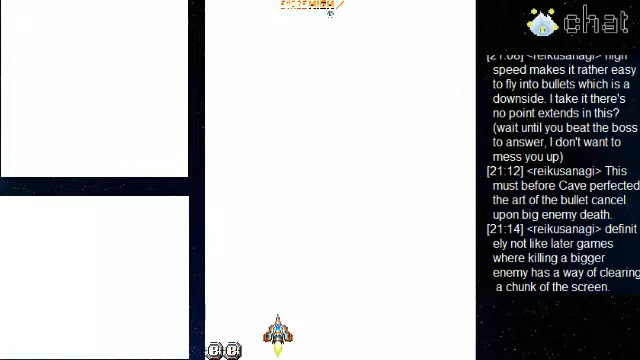 HIGH
chat
[21:08] <reikusanagi> high
speed makes it rather easy
to fly into bullets which is a
downside. I take it there's
no point extends in this?
(wait until you beat the boss
to answer, I don't want to
mess you up)
[21:12] <reikusanagi> This
must before Cave perfected
the art of the bullet cancel
upon big enemy death.
[21:14] <reikusanagi> definit
ely not like later games
where killing a bigger
enemy has a way of clearing
a chunk of the screen.